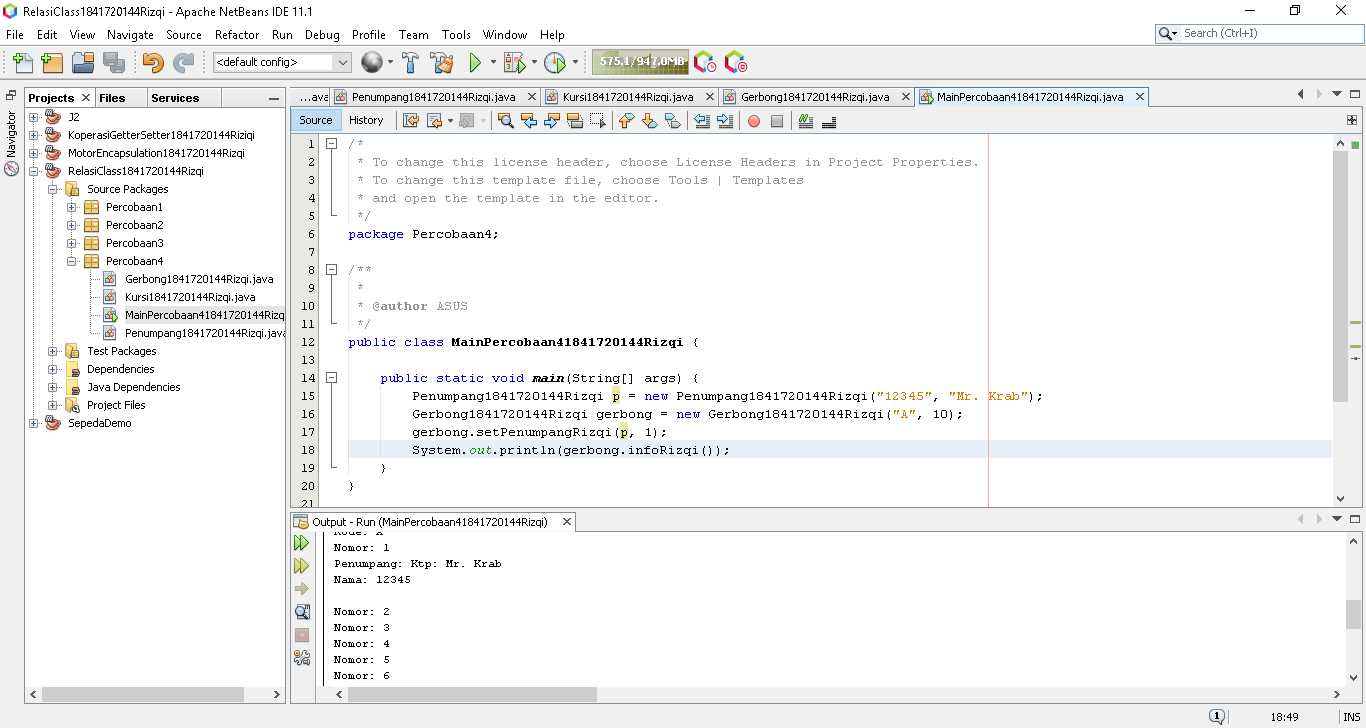 RelasiClass1841720144Rizqi - Apache NetBeans IDE 11.1
File Edit View Navigate Source Refactor Run Debug Profile Team Tools Window Help
Search (Ctrl+I)
<default config>
575.1/947.0MB
Projects Files Services
Navigator
J2
KoperasiGetterSetter1841720144Riziqi
MotorEncapsulation1841720144Rizqi
RelasiClass1841720144Rizqi
Source Packages
Percobaan1
Percobaan2
Percobaan3
Percobaan4
Gerbong1841720144Rizqi.java
Kursi1841720144Rizqi.java
MainPercobaan41841720144Rizq
Penumpang1841720144Rizqi.java
Test Packages
Dependencies
Java Dependencies
Project Files
SepedaDemo
...ava Penumpang1841720144Rizqi.java Kursi1841720144Rizqi.java Gerbong1841720144Rizqi.java MainPercobaan41841720144Rizqi.java
Source History
1 /*
2 * To change this license header, choose License Headers in Project Properties.
3 * To change this template file, choose Tools | Templates
4 * and open the template in the editor.
5 */
6 package Percobaan4;
7
8 /**
9 *
10 * @author ASUS
11 */
12 public class MainPercobaan41841720144Rizqi {
13
14 public static void main(String[] args) {
15 Penumpang1841720144Rizqi p = new Penumpang1841720144Rizqi("12345", "Mr. Krab");
16 Gerbong1841720144Rizqi gerbong = new Gerbong1841720144Rizqi("A", 10);
17 gerbong.setPenumpangRizqi(p, 1);
18 System.out.println(gerbong.infoRizqi());
19 }
20 }
21
Output - Run (MainPercobaan41841720144Rizqi)
Kode: A
Nomor: 1
Penumpang: Ktp: Mr. Krab
Nama: 12345
Nomor: 2
Nomor: 3
Nomor: 4
Nomor: 5
Nomor: 6
1
18:49 INS